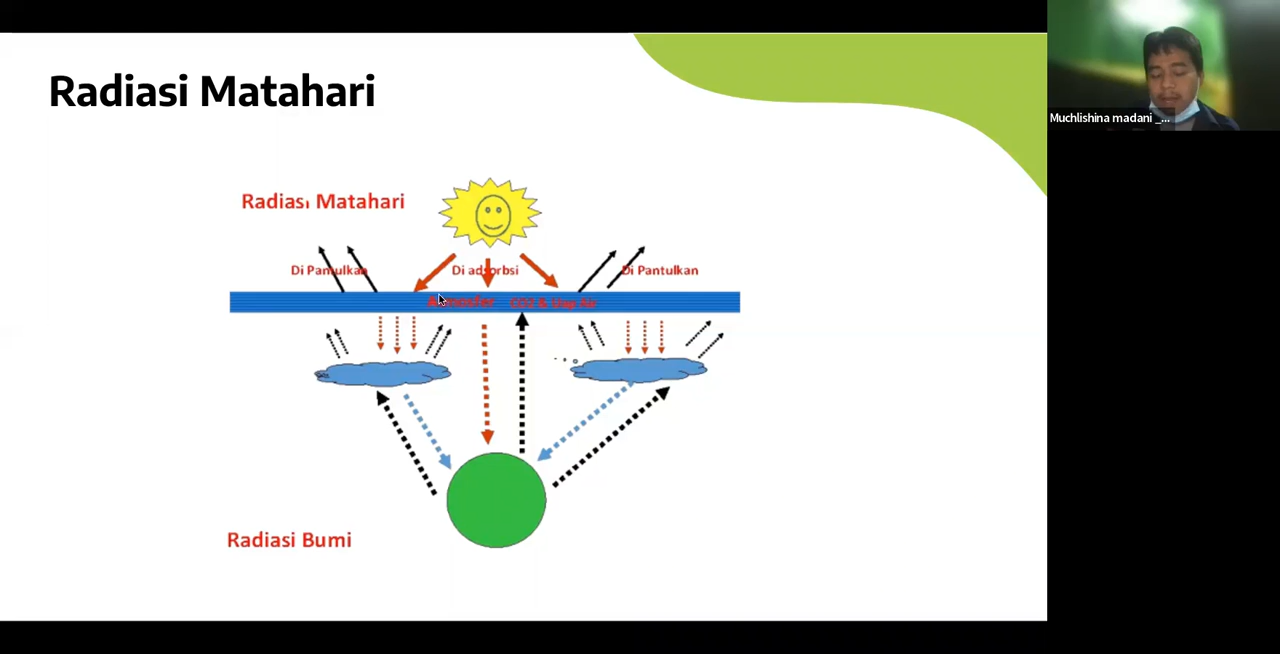 Radiasi Matahari
Muchlishina madani _...
Radiasi Matahari
Di Pantulkan
Di adsorbsi
Di Pantulkan
Atmosfer CO2 & Uap Air
Radiasi Bumi